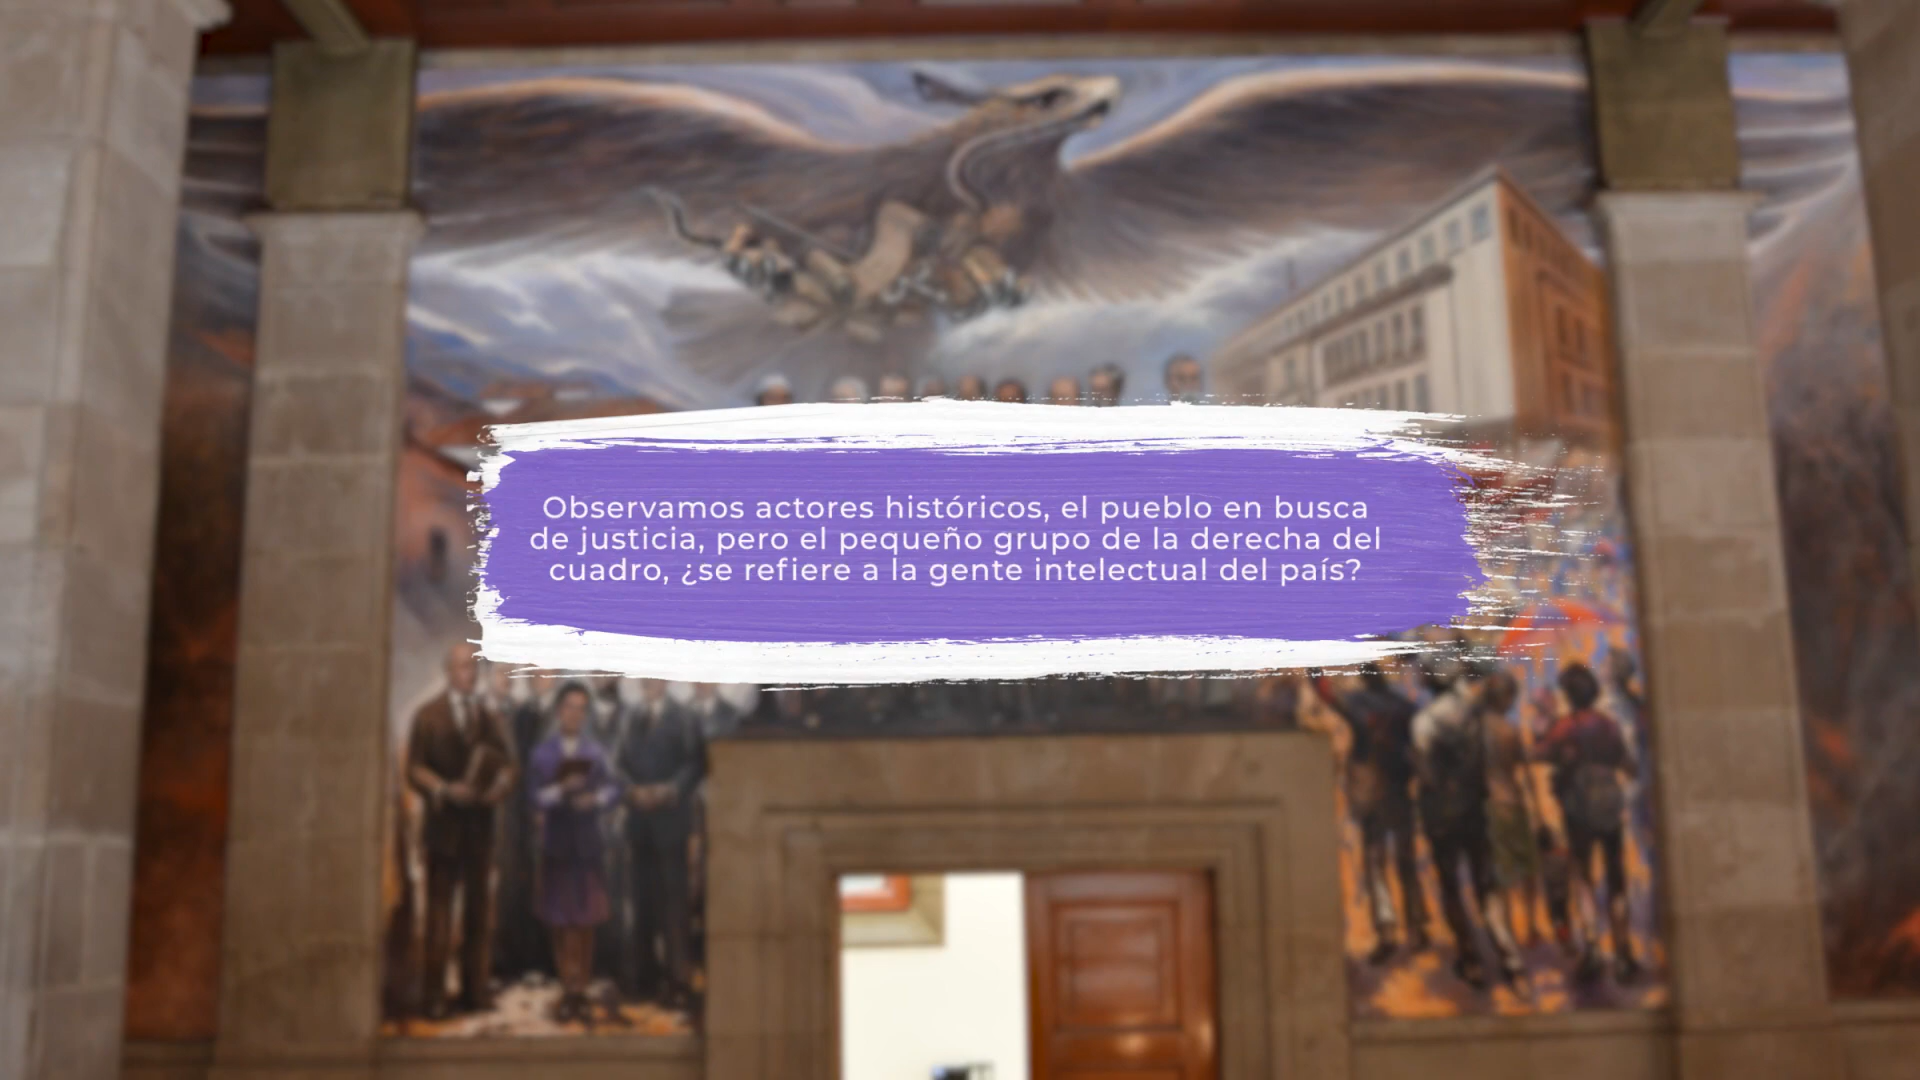 Observamos actores históricos, el pueblo en busca
de justicia, pero el pequeño grupo de la derecha del
cuadro, ¿se refiere a la gente intelectual del país?